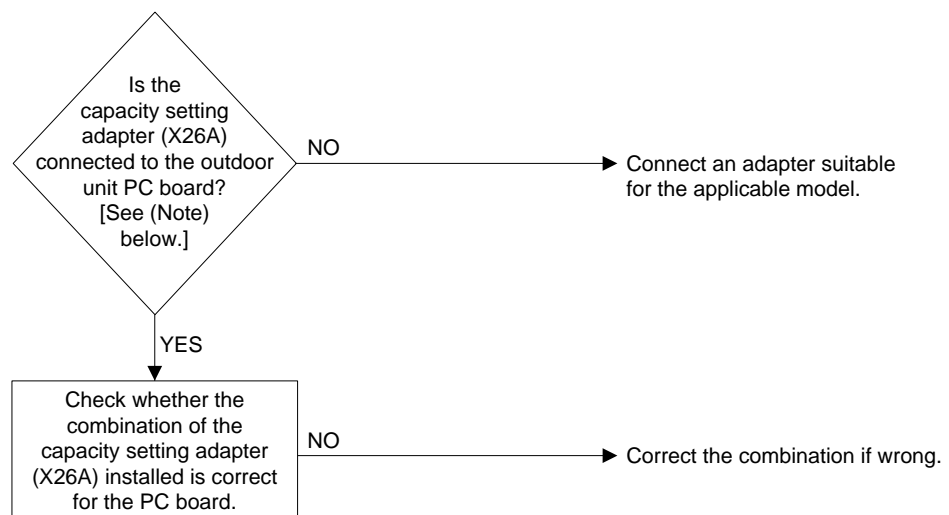 Is the
capacity setting
adapter (X26A)
connected to the outdoor
unit PC board?
[See (Note)
below.]
NO
Connect an adapter suitable
for the applicable model.
YES
Check whether the
combination of the
capacity setting adapter
(X26A) installed is correct
for the PC board.
NO
Correct the combination if wrong.